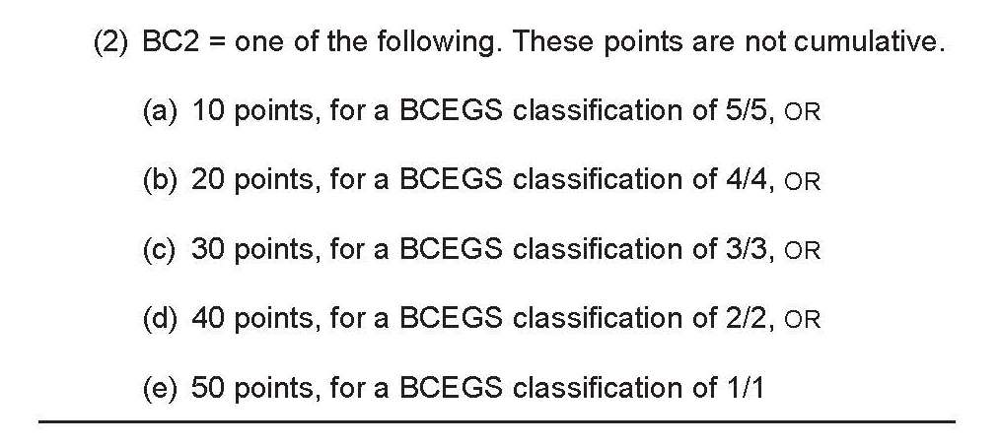 (2) BC2 = one of the following. These points are not cumulative.
(a) 10 points, for a BCEGS classification of 5/5, OR
(b) 20 points, for a BCEGS classification of 4/4, OR
(c) 30 points, for a BCEGS classification of 3/3, OR
(d) 40 points, for a BCEGS classification of 2/2, OR
(e) 50 points, for a BCEGS classification of 1/1